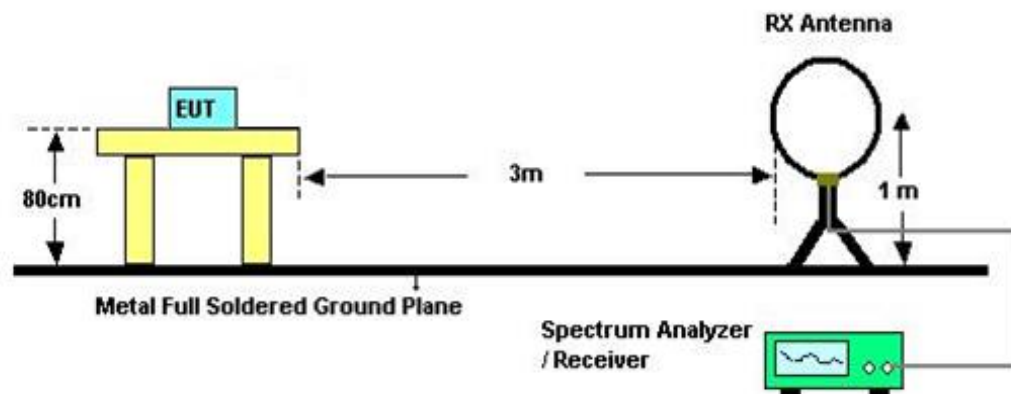 RX Antenna
EUT
80cm
3m
1 m
Metal Full Soldered Ground Plane
Spectrum Analyzer
/ Receiver